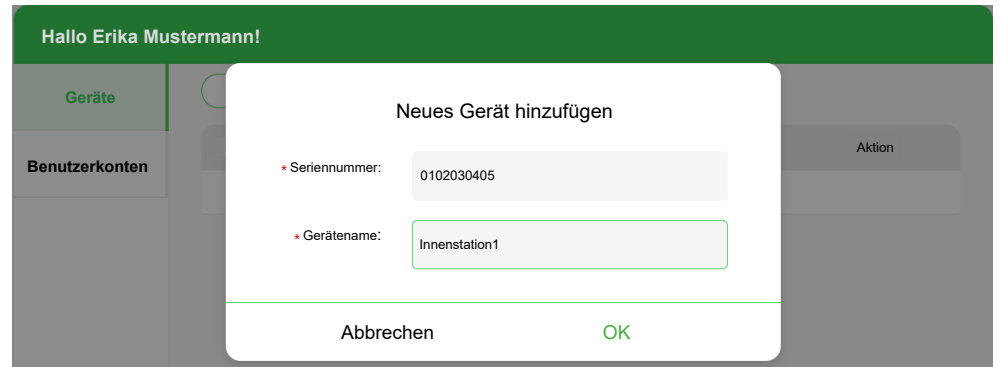 Hallo Erika Mustermann!
Geräte
Neues Gerät hinzufügen
Aktion
Benutzerkonten
* Seriennummer:
0102030405
* Gerätename:
Innenstation1
Abbrechen
OK